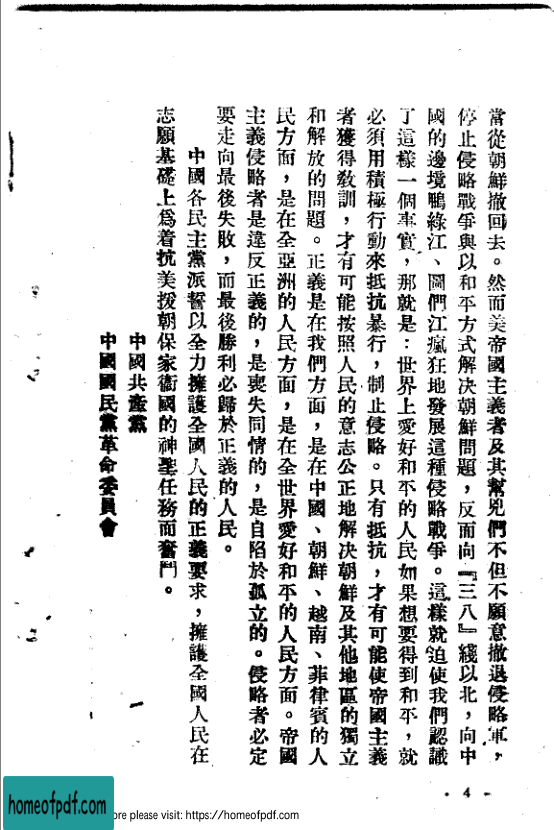 當從朝鮮撤回去。然而美帝國主義者及其幫兇們不但不願意撤退侵略軍，
停止侵略戰爭與以和平方式解決朝鮮問題，反而向『三八』綫以北，向中
國的邊境鴨綠江、圖們江瘋狂地發展這種侵略戰爭。這樣就迫使我們認識
了這樣一個事實，那就是：世界上愛好和平的人民如果想要得到和平，就
必須用積極行動來抵抗暴行，制止侵略。只有抵抗，才有可能使帝國主義
者獲得教訓，才有可能按照人民的意志公正地解決朝鮮及其他地區的獨立
和解放的問題。正義是在我們方面，是在中國、朝鮮、越南、菲律賓的人
民方面，是在全亞洲的人民方面，是在全世界愛好和平的人民方面。帝國
主義侵略者是違反正義的，是喪失同情的，是自陷於孤立的。侵略者必定
要走向最後失敗，而最後勝利必歸於正義的人民。
中國各民主黨派誓以全力擁護全國人民的正義要求，擁護全國人民在
志願基礎上爲着抗美援朝保家衞國的神聖任務而奮鬥。
中國共產黨
中國國民黨革命委員會
· 4 -
homeofpdf.com
ore please visit: https://homeofpdf.com